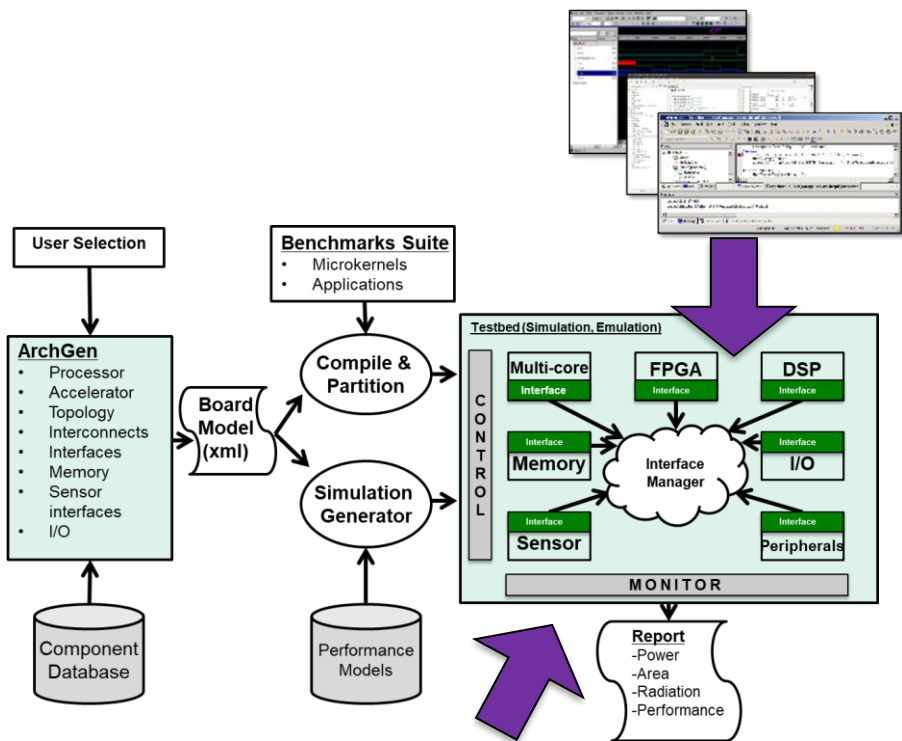 User Selection
Benchmarks Suite
• Microkernels
• Applications
ArchGen
• Processor
• Accelerator
• Topology
• Interconnects
• Interfaces
• Memory
• Sensor
interfaces
• I/O
Board
Model
(xml)
Compile &
Partition
Simulation
Generator
Component
Database
Performance
Models
Testbed (Simulation, Emulation)
CONTROL
Multi-core
Interface
FPGA
Interface
DSP
Interface
Interface
Memory
Interface
Manager
Interface
I/O
Interface
Sensor
Interface
Peripherals
MONITOR
Report
-Power
-Area
-Radiation
-Performance